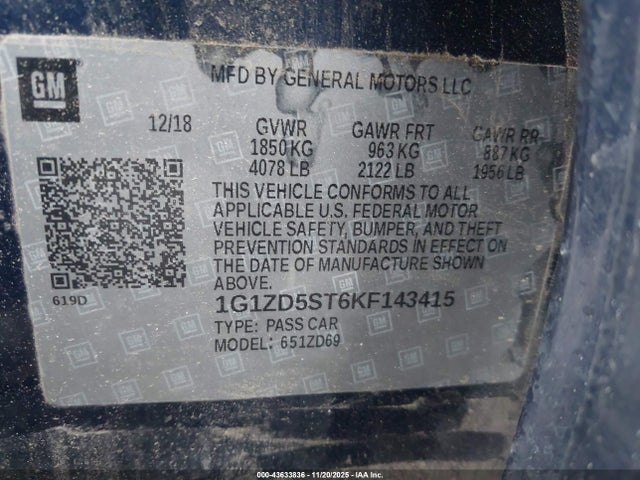 GM
MFD BY GENERAL MOTORS LLC
12/18 GVWR GAWR FRT GAWR RR
1850 KG 963 KG 887 KG
4078 LB 2122 LB 1956 LB
THIS VEHICLE CONFORMS TO ALL
APPLICABLE U.S. FEDERAL MOTOR
VEHICLE SAFETY, BUMPER, AND THEFT
PREVENTION STANDARDS IN EFFECT ON
THE DATE OF MANUFACTURE SHOWN
ABOVE.
619D
1G1ZD5ST6KF143415
TYPE: PASS CAR
MODEL: 651ZD69
000-43633836 - 11/20/2025 - IAA Inc.